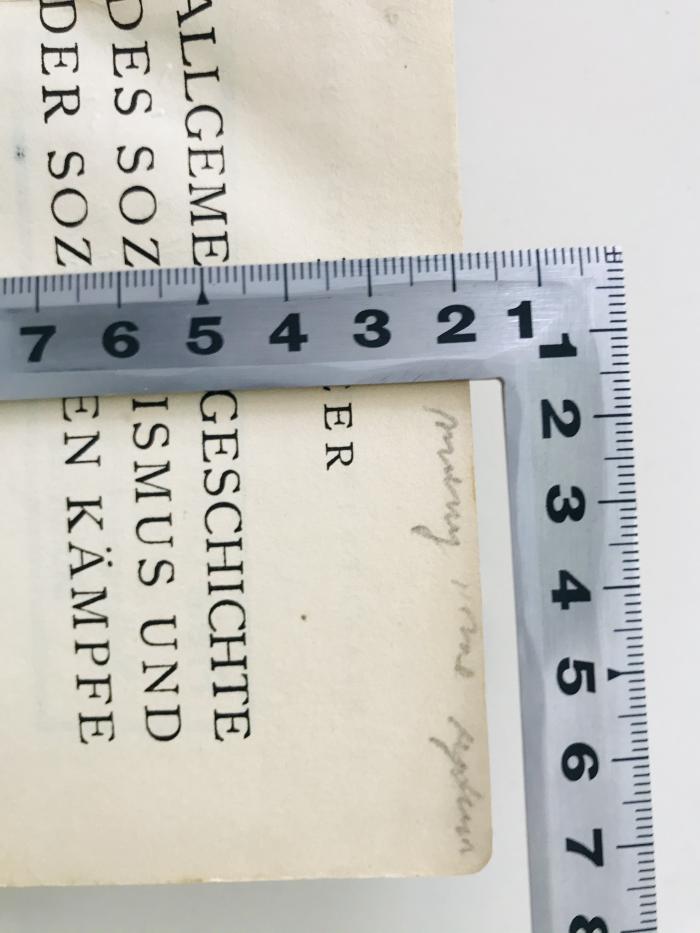 ER
ALLGEME GESCHICHTE
DES SOZ ISMUS UND
DER SOZ EN KÄMPFE
7 6 5 4 3 2 1
1 2 3 4 5 6 7 8